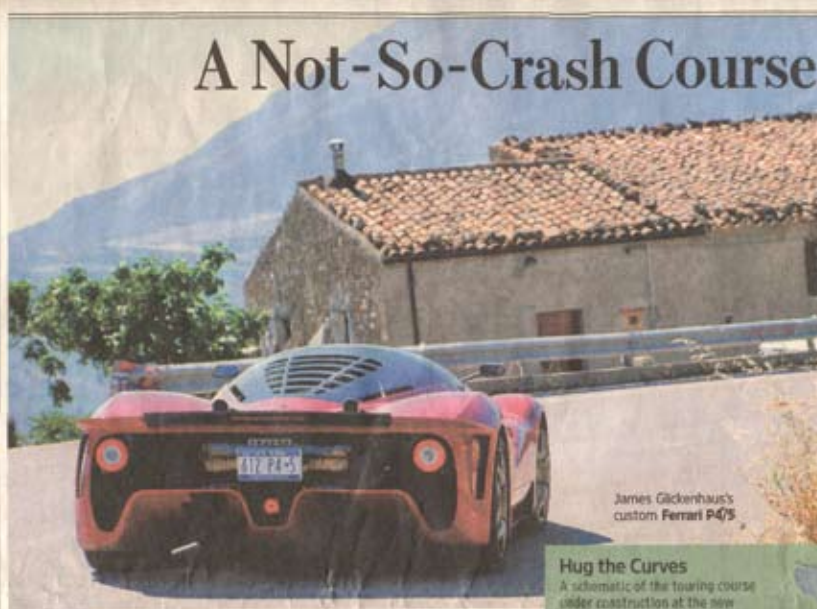 A Not-So-Crash Course
612 P4•5
James Glickenhaus's
custom Ferrari P4/5
Hug the Curves
A schematic of the touring course
under construction at the new